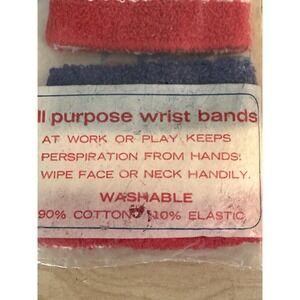 ll purpose wrist bands
AT WORK OR PLAY KEEPS
PERSPIRATION FROM HANDS:
WIPE FACE OR NECK HANDILY.
WASHABLE
90% COTTON 10% ELASTIC